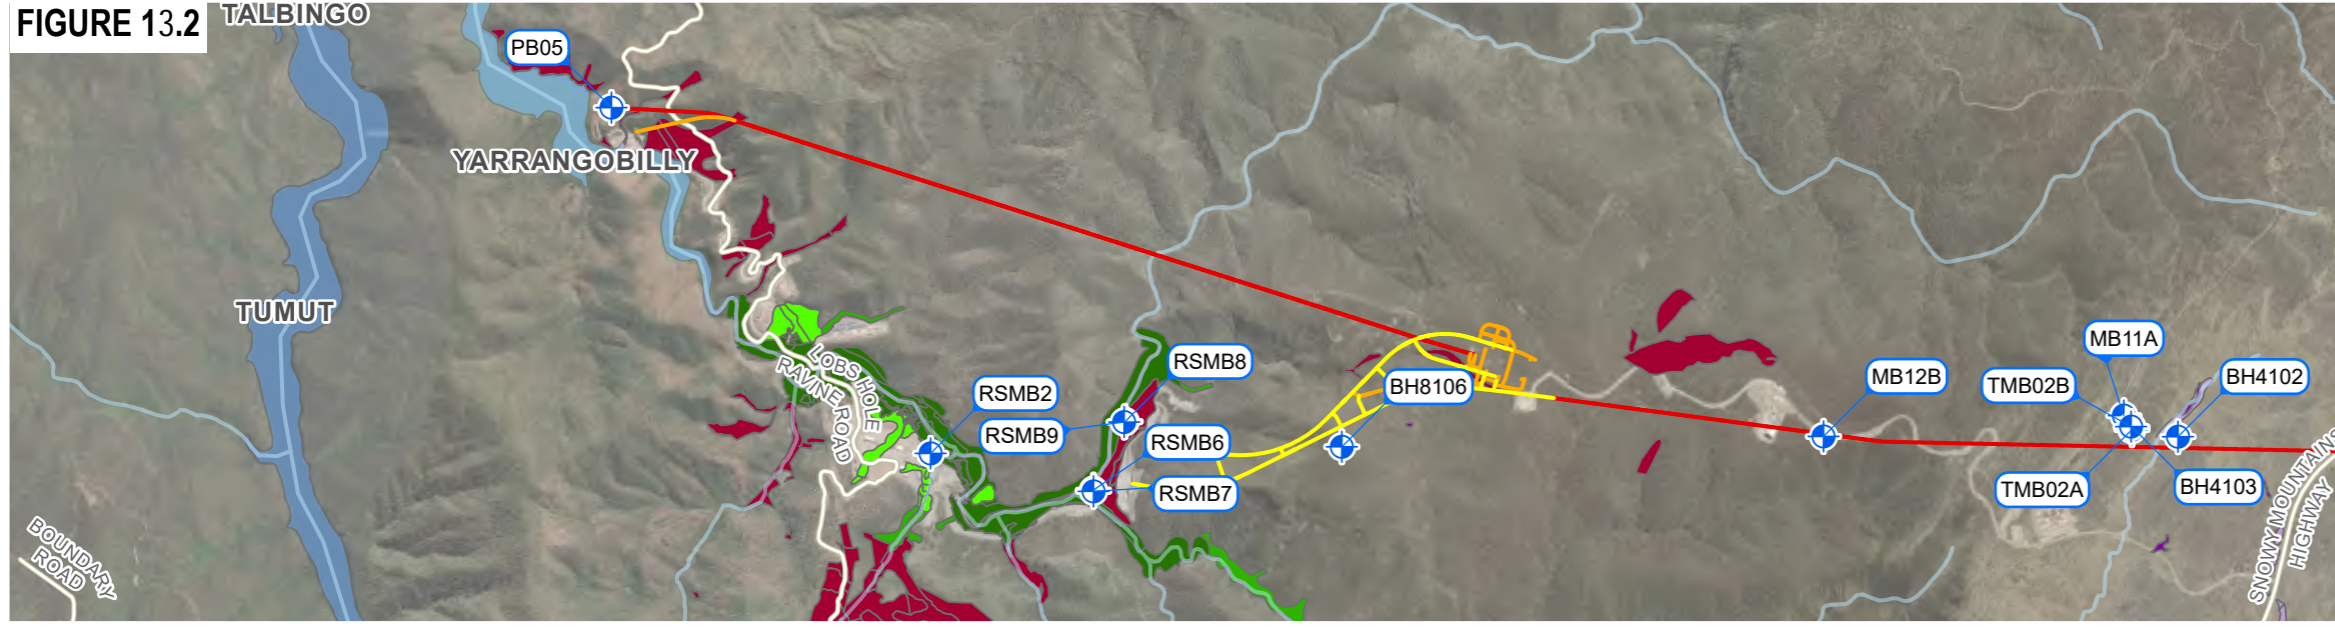 FIGURE 13.2
TALBINGO
PB05
YARRANGOBILLY
TUMUT
LOBS HOLE
RAVINE ROAD
RSMB2
RSMB9
RSMB8
RSMB6
RSMB7
BH8106
MB12B
MB11A
TMB02B
BH4102
TMB02A
BH4103
BOUNDARY
ROAD
SNOWY MOUNTAINS
HIGHWAY